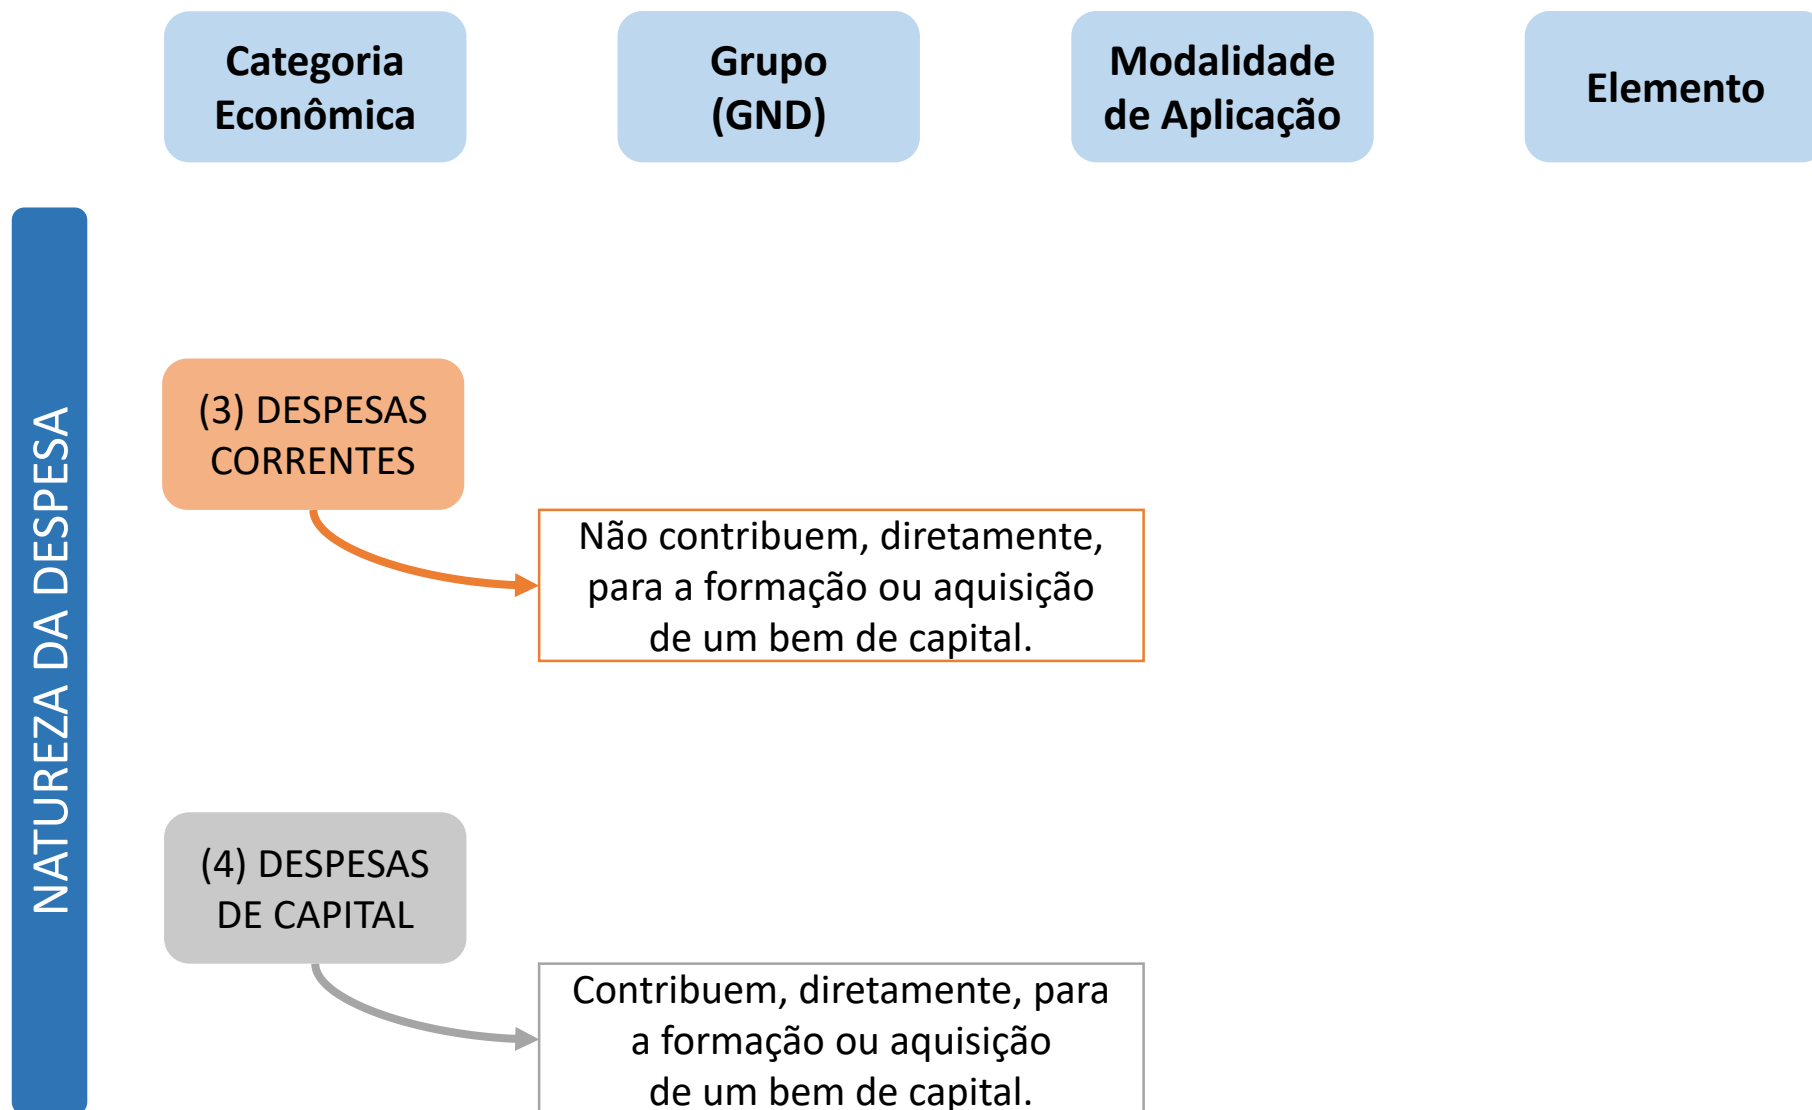 Categoria
Econômica
Grupo
(GND)
Modalidade
de Aplicação
Elemento
NATUREZA DA DESPESA
(3) DESPESAS
CORRENTES
Não contribuem, diretamente,
para a formação ou aquisição
de um bem de capital.
(4) DESPESAS
DE CAPITAL
Contribuem, diretamente, para
a formação ou aquisição
de um bem de capital.